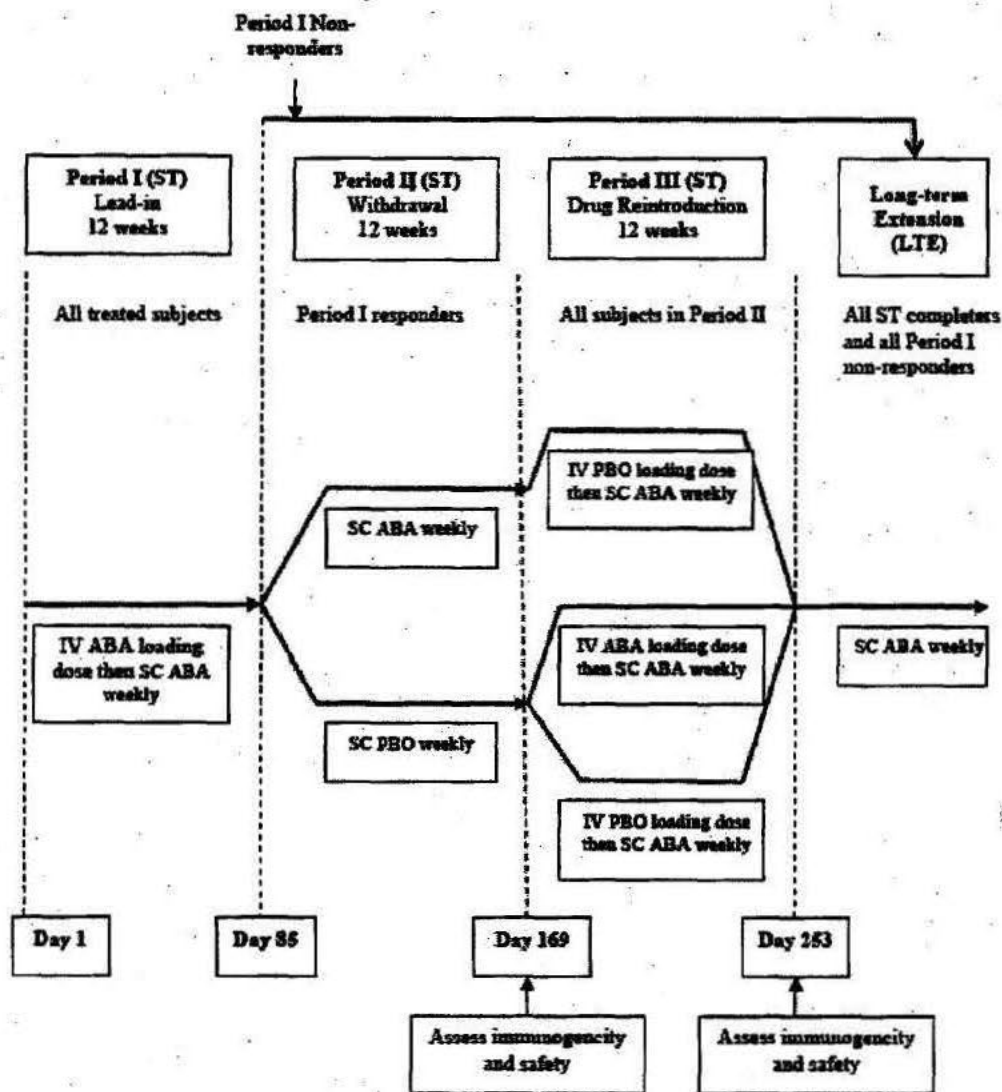 Period I Non-
responders
Period I (ST)
Lead-in
12 weeks
Period II (ST)
Withdrawal
12 weeks
Period III (ST)
Drug Reintroduction
12 weeks
Long-term
Extension
(LTE)
All treated subjects
Period I responders
All subjects in Period II
All ST completers
and all Period I
non-responders
IV PBO loading dose
then SC ABA weekly
SC ABA weekly
IV ABA loading
dose then SC ABA
weekly
IV ABA loading dose
then SC ABA weekly
SC ABA weekly
SC PBO weekly
IV PBO loading dose
then SC ABA weekly
Day 1
Day 85
Day 169
Day 253
Assess immunogencity
and safety
Assess immunogencity
and safety